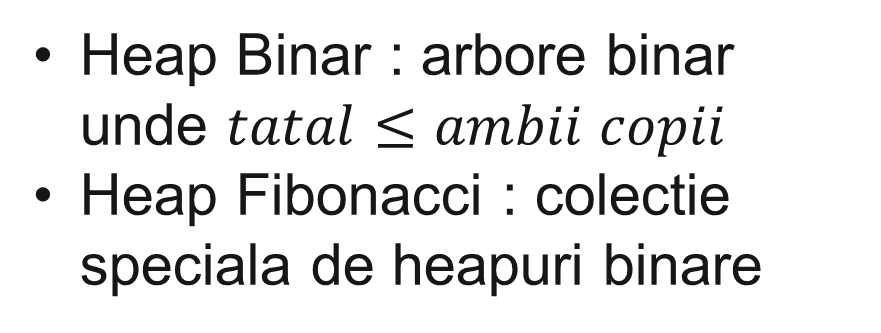 • Heap Binar : arbore binar
unde tatal ≤ ambii copii
• Heap Fibonacci : colectie
speciala de heapuri binare